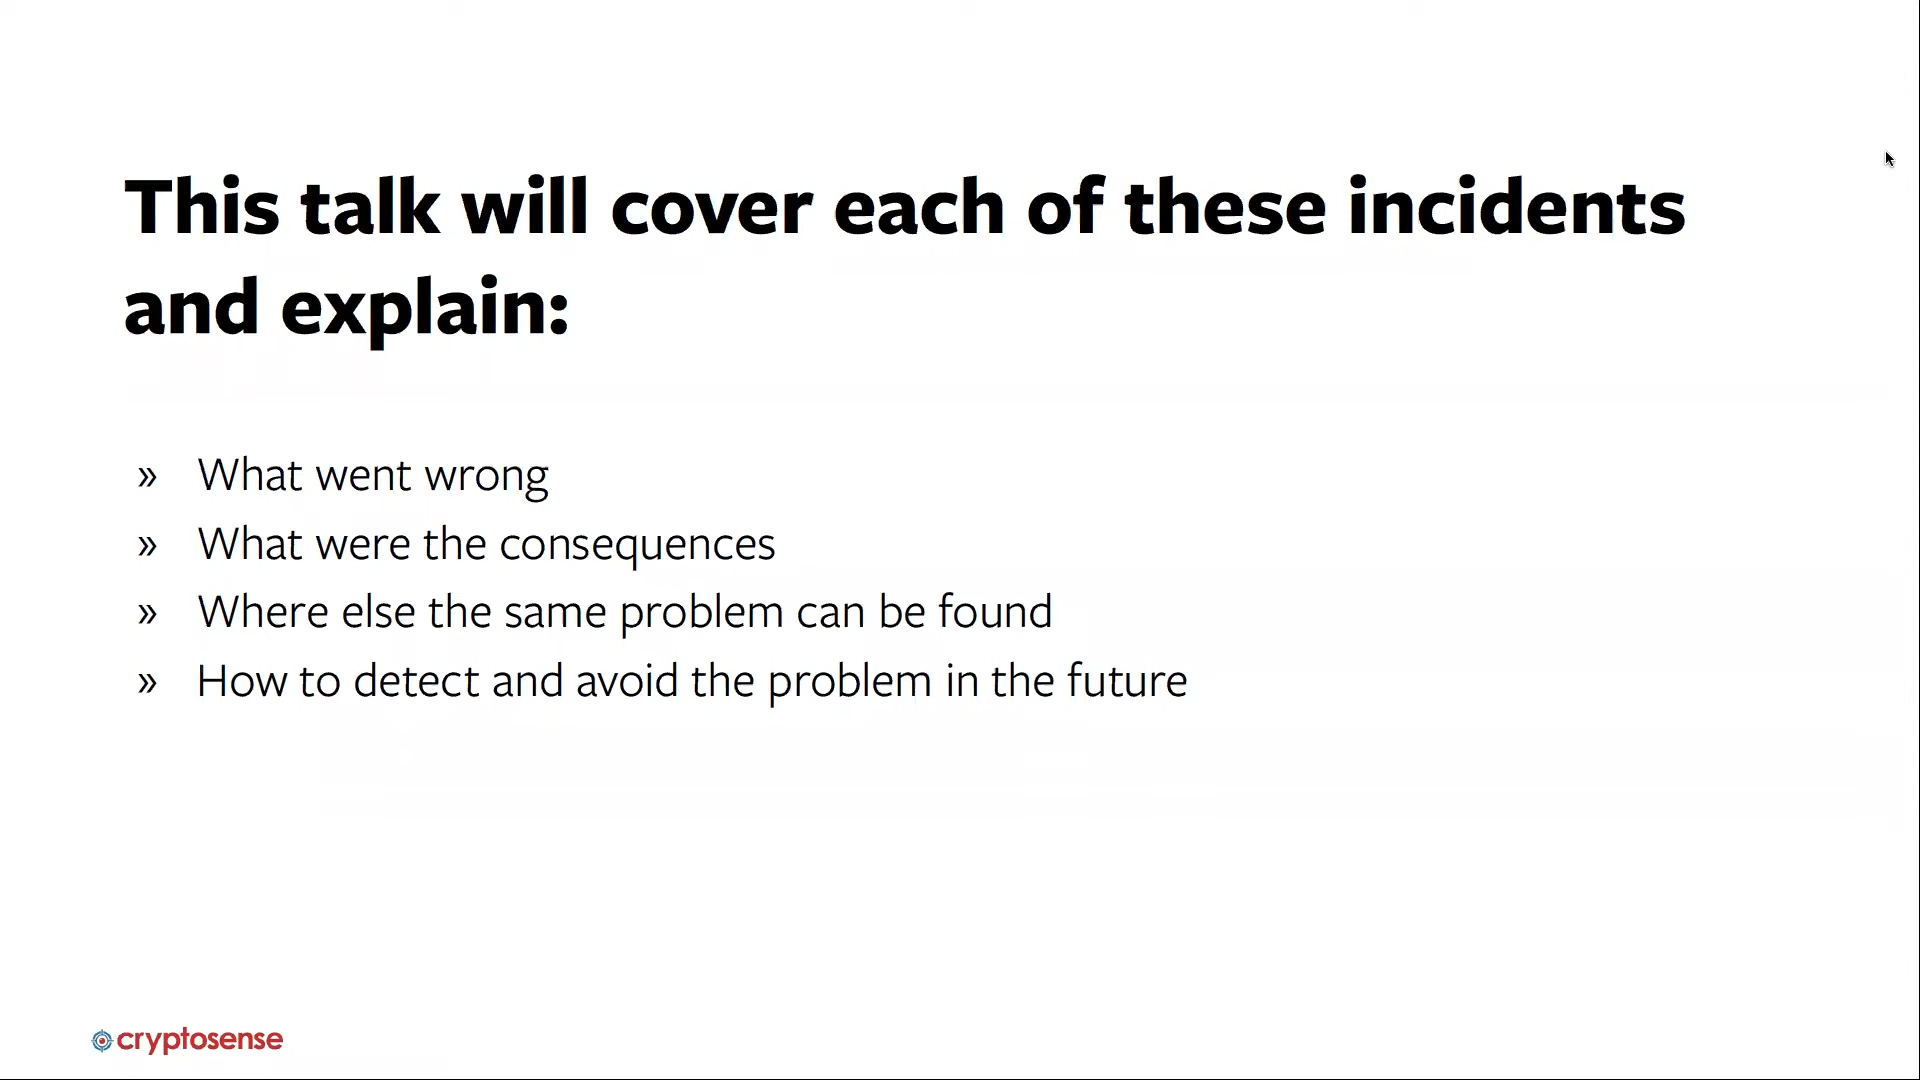 This talk will cover each of these incidents
and explain:
» What went wrong
» What were the consequences
» Where else the same problem can be found
» How to detect and avoid the problem in the future
cryptosense